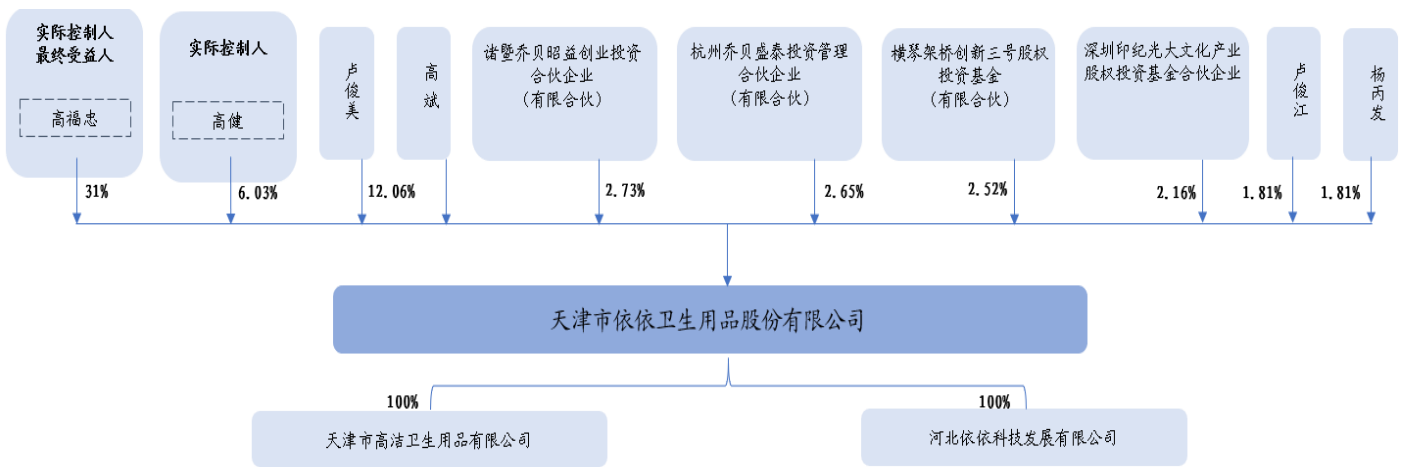 实际控制人
最终受益人
高福忠
实际控制人
高健
卢俊美
高斌
诸暨乔贝昭益创业投资
合伙企业
（有限合伙）
杭州乔贝盛泰投资管理
合伙企业
（有限合伙）
横琴架桥创新三号股权
投资基金
（有限合伙）
深圳印纪光大文化产业
股权投资基金合伙企业
卢俊江
杨丙发
31%
6.03%
12.06%
2.73%
2.65%
2.52%
2.16%
1.81%
1.81%
天津市依依卫生用品股份有限公司
100%
100%
天津市高洁卫生用品有限公司
河北依依科技发展有限公司